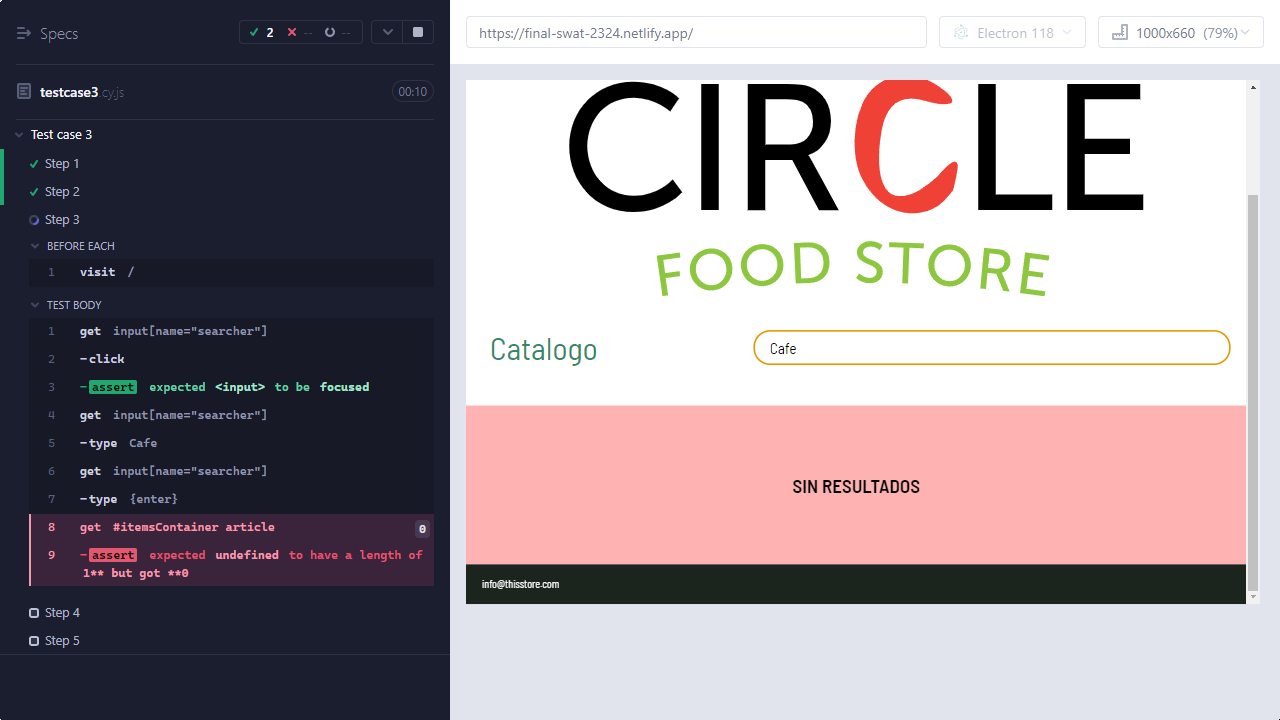 Specs
2
--
--
testcase3.cy.js
00:10
Test case 3
Step 1
Step 2
Step 3
BEFORE EACH
1 visit /
TEST BODY
1 get input[name="searcher"]
2 -click
3 -assert expected <input> to be focused
4 get input[name="searcher"]
5 -type Cafe
6 get input[name="searcher"]
7 -type {enter}
8 get #itemsContainer article 0
9 -assert expected undefined to have a length of
1** but got **0
Step 4
Step 5
https://final-swat-2324.netlify.app/
Electron 118
1000x660 (79%)
CIRCLE
FOOD STORE
Catalogo
Cafe
SIN RESULTADOS
info@thisstore.com